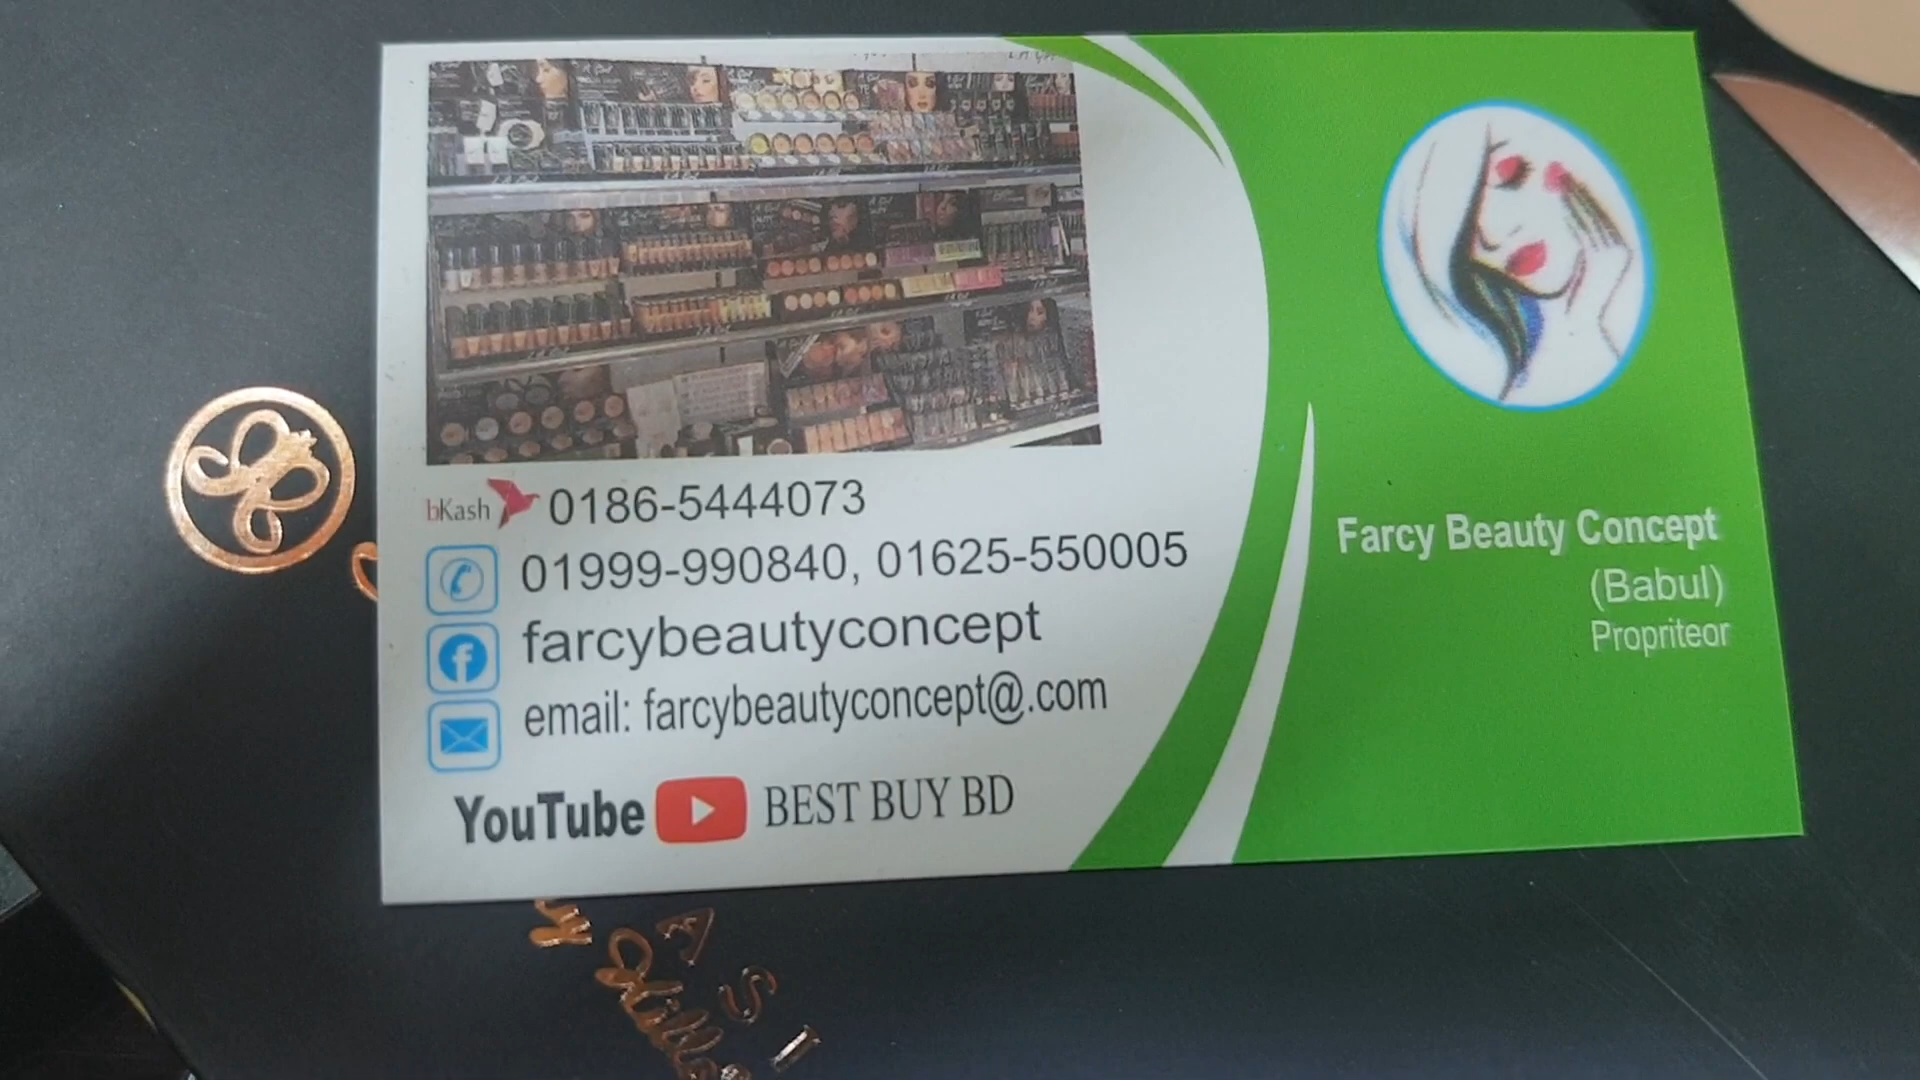 bKash 0186-5444073
01999-990840, 01625-550005
farcybeautyconcept
email: farcybeautyconcept@.com
YouTube BEST BUY BD
Farcy Beauty Concept
(Babul)
Propriteor